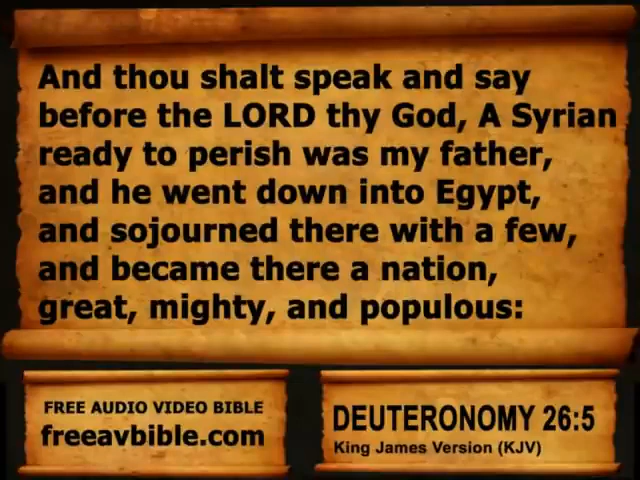 And thou shalt speak and say
before the LORD thy God, A Syrian
ready to perish was my father,
and he went down into Egypt,
and sojourned there with a few,
and became there a nation,
great, mighty, and populous:
FREE AUDIO VIDEO BIBLE
freeavbible.com
DEUTERONOMY 26:5
King James Version (KJV)